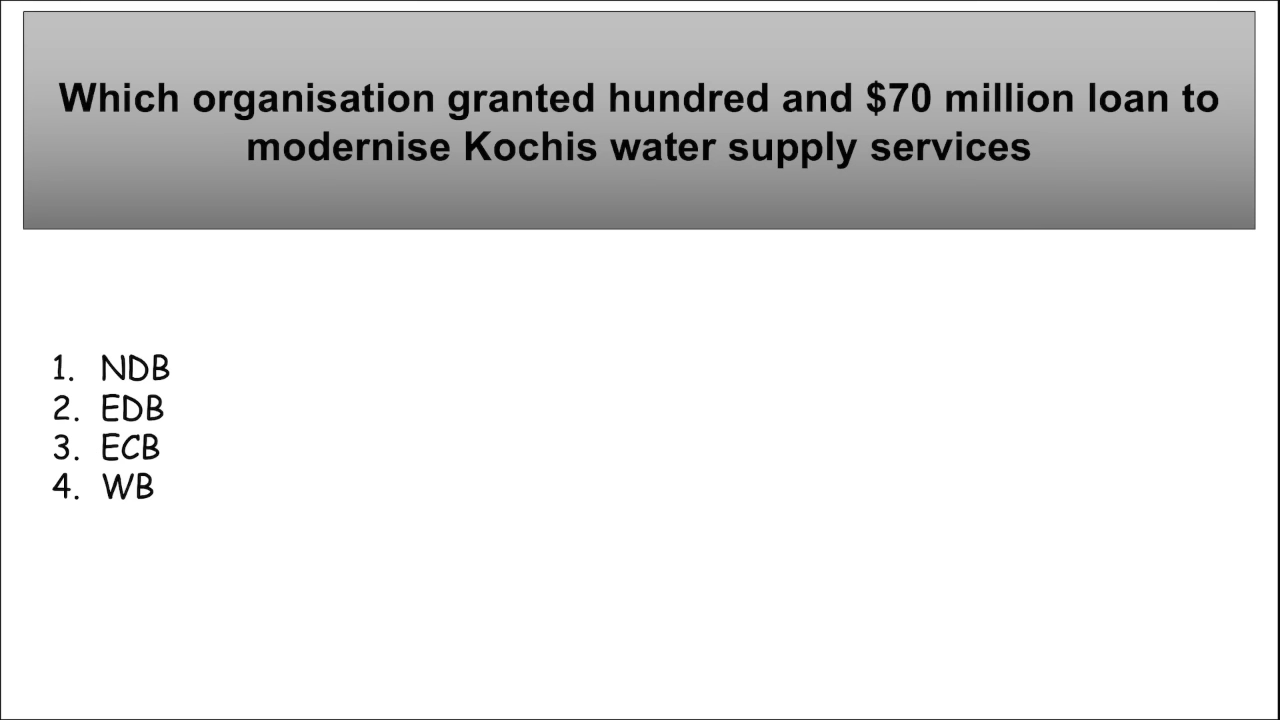 Which organisation granted hundred and $70 million loan to
modernise Kochis water supply services
1. NDB
2. EDB
3. ECB
4. WB